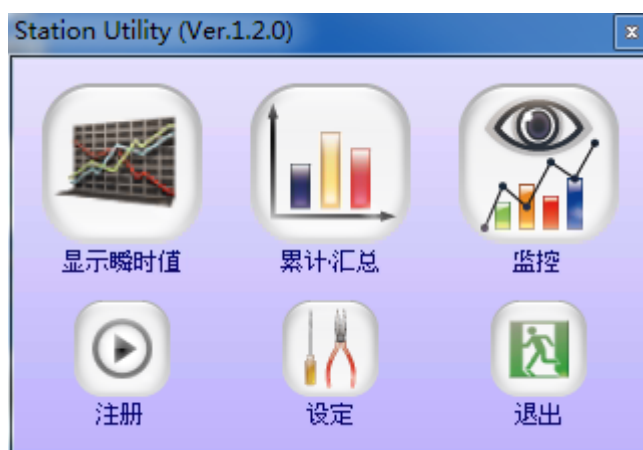 Station Utility (Ver.1.2.0)
显示瞬时值
累计·汇总
监控
注册
设定
退出